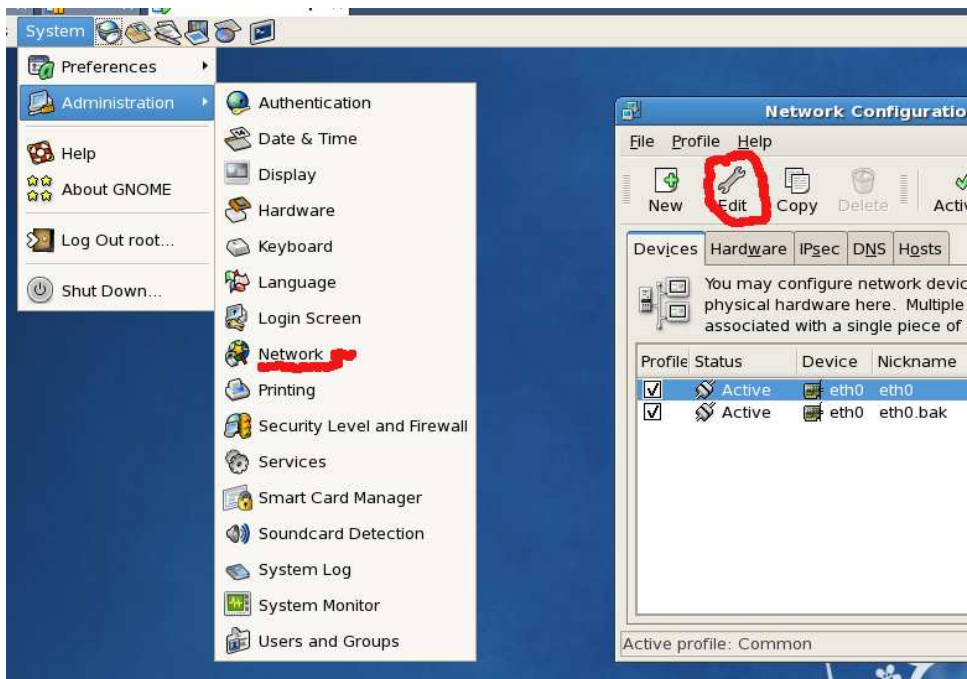 System
Preferences
Administration
Help
About GNOME
Log Out root...
Shut Down...
Authentication
Date & Time
Display
Hardware
Keyboard
Language
Login Screen
Network
Printing
Security Level and Firewall
Services
Smart Card Manager
Soundcard Detection
System Log
System Monitor
Users and Groups
Network Configuratio
File Profile Help
New Edit Copy Delete Activ
Devices Hardware IPsec DNS Hosts
You may configure network devic
physical hardware here. Multiple
associated with a single piece of
Profile Status Device Nickname
Active eth0 eth0
Active eth0 eth0.bak
Active profile: Common